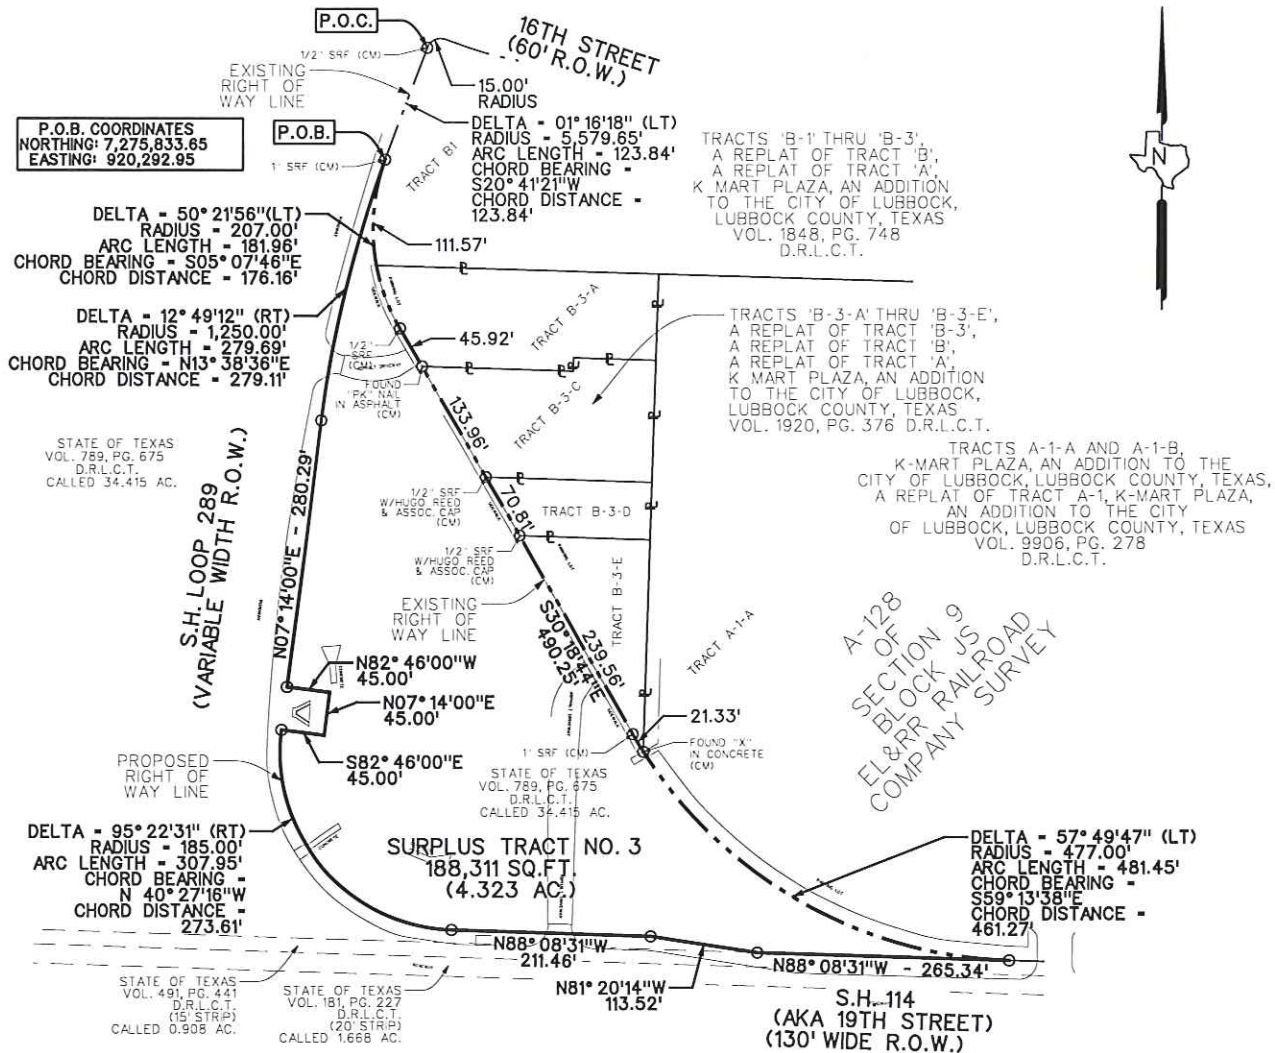 P.O.C.
1/2" SRF (CM)
16TH STREET
(60' R.O.W.)
EXISTING
RIGHT OF
WAY LINE
15.00'
RADIUS
P.O.B. COORDINATES
NORTHING: 7,275,833.65
EASTING: 920,292.95
P.O.B.
1" SRF (CM)
TRACT B1
DELTA = 01°16'18" (LT)
RADIUS = 5,579.65'
ARC LENGTH = 123.84'
CHORD BEARING =
S20°41'21"W
CHORD DISTANCE =
123.84'
TRACTS 'B-1' THRU 'B-3',
A REPLAT OF TRACT 'B',
A REPLAT OF TRACT 'A',
K MART PLAZA, AN ADDITION
TO THE CITY OF LUBBOCK,
LUBBOCK COUNTY, TEXAS
VOL. 1848, PG. 748
D.R.L.C.T.
N
DELTA = 50°21'56"(LT)
RADIUS = 207.00'
ARC LENGTH = 181.96'
CHORD BEARING = S05°07'46"E
CHORD DISTANCE = 176.16'
111.57'
DELTA = 12°49'12" (RT)
RADIUS = 1,250.00'
ARC LENGTH = 279.69'
CHORD BEARING = N13°38'36"E
CHORD DISTANCE = 279.11'
1/2"
SRF
(CM)
45.92'
TRACT B-3-A
FOUND
"PK" NAIL
IN ASPHALT
(CM)
TRACT B-3-C
TRACTS 'B-3-A' THRU 'B-3-E',
A REPLAT OF TRACT 'B-3',
A REPLAT OF TRACT 'B',
A REPLAT OF TRACT 'A',
K MART PLAZA, AN ADDITION
TO THE CITY OF LUBBOCK,
LUBBOCK COUNTY, TEXAS
VOL. 1920, PG. 376 D.R.L.C.T.
STATE OF TEXAS
VOL. 789, PG. 675
D.R.L.C.T.
CALLED 34.415 AC.
S.H. LOOP 289
(VARIABLE WIDTH R.O.W.)
N07°14'00"E - 280.29'
133.96'
TRACTS A-1-A AND A-1-B,
K-MART PLAZA, AN ADDITION TO THE
CITY OF LUBBOCK, LUBBOCK COUNTY, TEXAS,
A REPLAT OF TRACT A-1, K-MART PLAZA,
AN ADDITION TO THE CITY
OF LUBBOCK, LUBBOCK COUNTY, TEXAS
VOL. 9906, PG. 278
D.R.L.C.T.
1/2" SRF
W/HUGO REED
& ASSOC. CAP
(CM)
70.81'
TRACT B-3-D
1/2" SRF
W/HUGO REED
& ASSOC. CAP
(CM)
EXISTING
RIGHT OF
WAY LINE
TRACT B-3-E
239.56'
S30°18'44"E
490.25'
TRACT A-1-A
A-128
OF
SECTION 9
BLOCK JS
EL&RR RAILROAD
COMPANY SURVEY
N82°46'00"W
45.00'
N07°14'00"E
45.00'
S82°46'00"E
45.00'
21.33'
1" SRF (CM)
FOUND "X"
IN CONCRETE
(CM)
PROPOSED
RIGHT OF
WAY LINE
STATE OF TEXAS
VOL. 789, PG. 675
D.R.L.C.T.
CALLED 34.415 AC.
DELTA = 95°22'31" (RT)
RADIUS = 185.00'
ARC LENGTH = 307.95'
CHORD BEARING =
N 40°27'16"W
CHORD DISTANCE =
273.61'
SURPLUS TRACT NO. 3
188,311 SQ.FT.
(4.323 AC.)
DELTA = 57°49'47" (LT)
RADIUS = 477.00'
ARC LENGTH = 481.45'
CHORD BEARING =
S59°13'38"E
CHORD DISTANCE =
461.27'
N88°08'31"W
211.46'
N81°20'14"W
113.52'
N88°08'31"W - 265.34'
STATE OF TEXAS
VOL. 491, PG. 441
D.R.L.C.T.
(15' STRIP)
CALLED 0.908 AC.
STATE OF TEXAS
VOL. 181, PG. 227
D.R.L.C.T.
(20' STRIP)
CALLED 1.668 AC.
S.H. 114
(AKA 19TH STREET)
(130' WIDE R.O.W.)